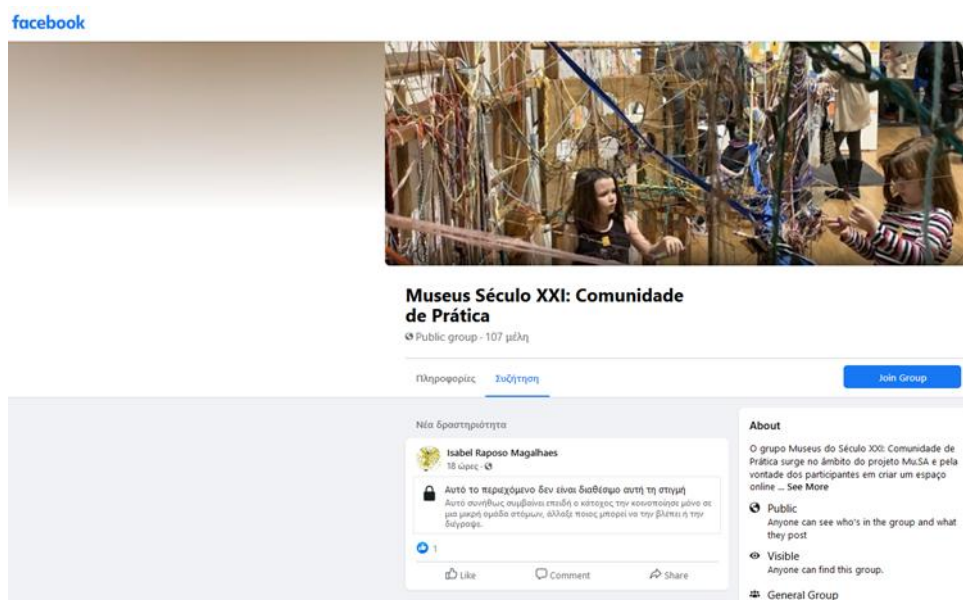 facebook
Museus Século XXI: Comunidade
de Prática
Public group · 107 μέλη
Πληροφορίες
Συζήτηση
Join Group
Νέα δραστηριότητα
Isabel Raposo Magalhaes
18 ώρες ·
Αυτό το περιεχόμενο δεν είναι διαθέσιμο αυτή τη στιγμή
Αυτό συνήθως συμβαίνει επειδή ο κάτοχος την κοινοποίησε μόνο σε
μια μικρή ομάδα ατόμων, άλλαξε ποιος μπορεί να την βλέπει ή την
διέγραψε.
1
Like
Comment
Share
About
O grupo Museus do Século XXI: Comunidade de
Prática surge no âmbito do projeto Mu.SA e pela
vontade dos participantes em criar um espaço
online ... See More
Public
Anyone can see who's in the group and what
they post
Visible
Anyone can find this group.
General Group